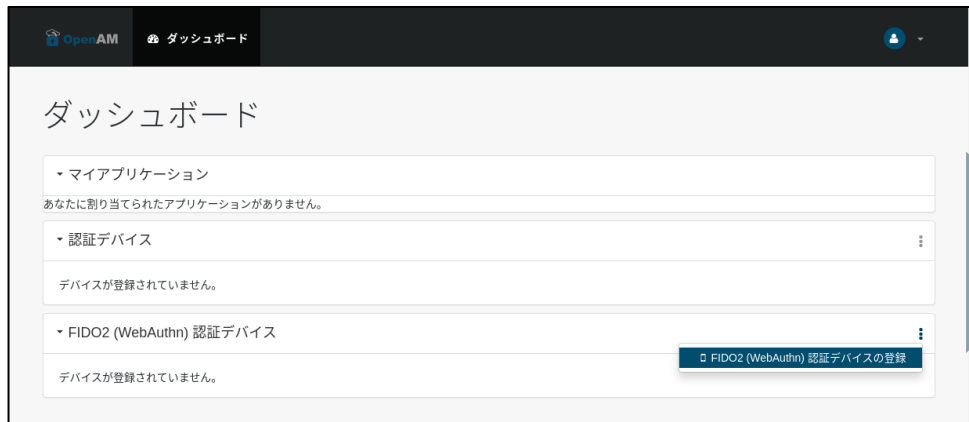 OpenAM
ダッシュボード
ダッシュボード
マイアプリケーション
あなたに割り当てられたアプリケーションがありません。
認証デバイス
デバイスが登録されていません。
FIDO2 (WebAuthn) 認証デバイス
FIDO2 (WebAuthn) 認証デバイスの登録
デバイスが登録されていません。